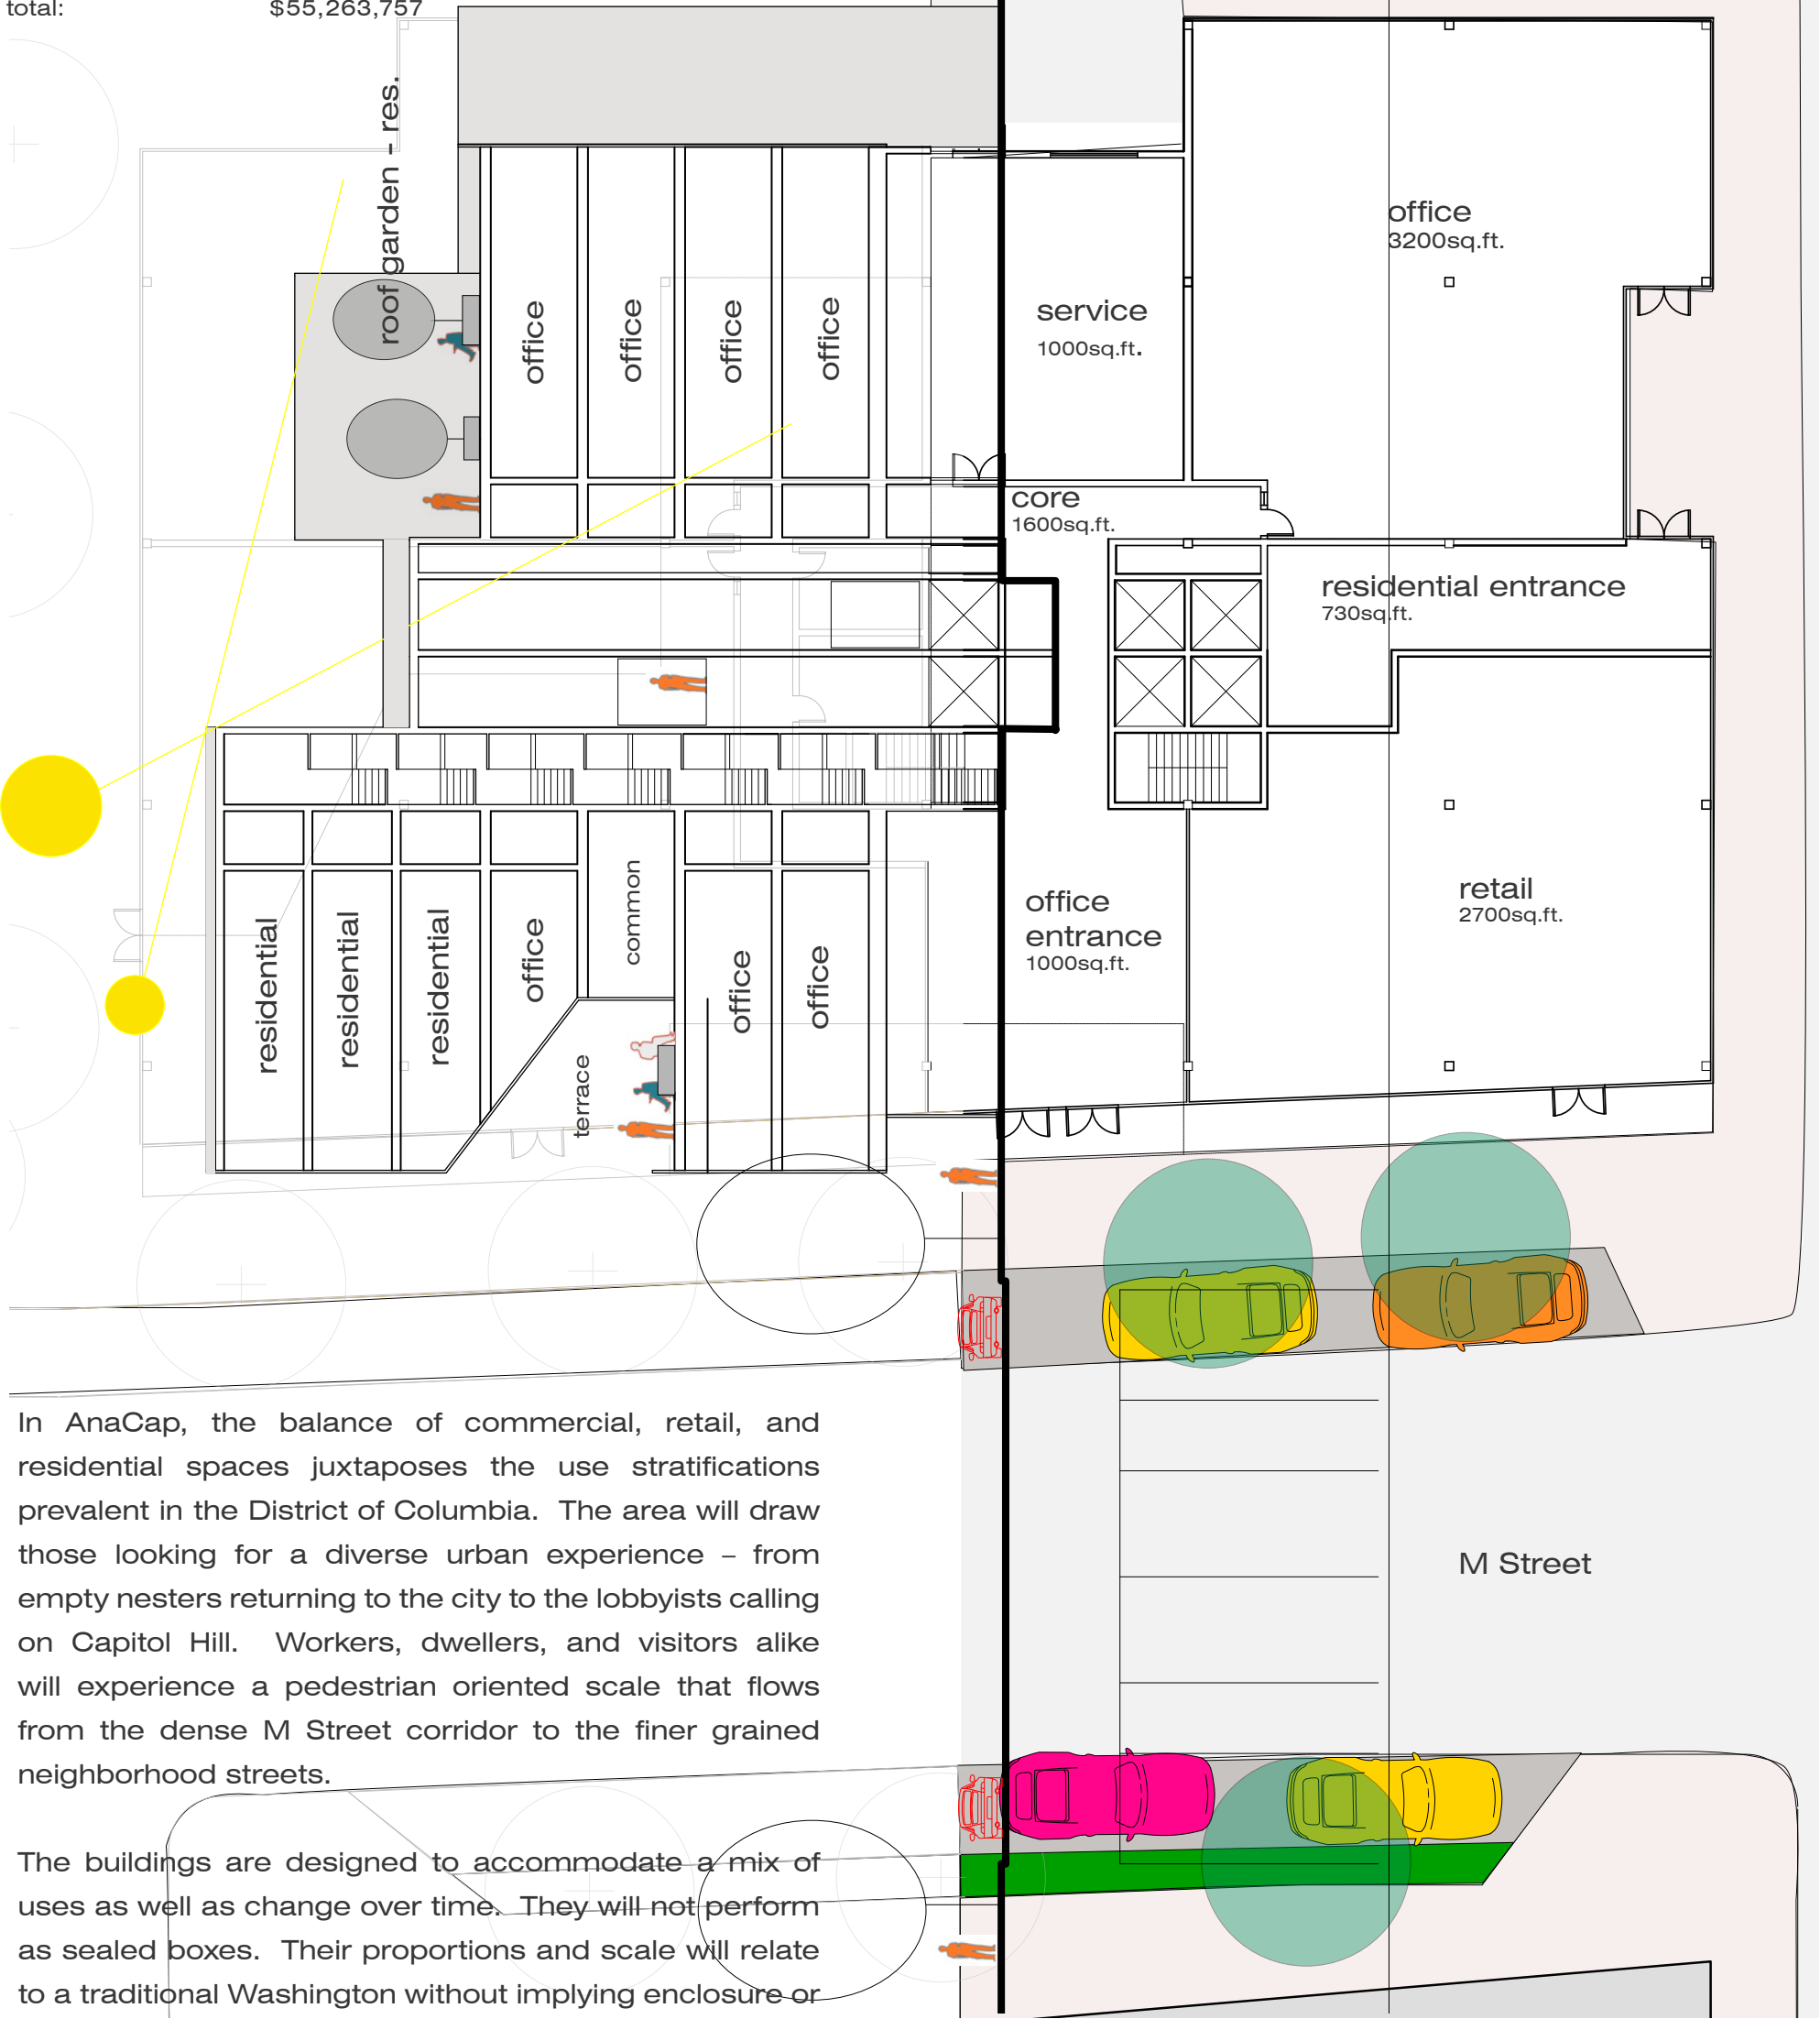 total: $55,263,757
roof garden - res.
office
3200sq.ft.
office
office
office
office
service
1000sq.ft.
core
1600sq.ft.
residential entrance
730sq.ft.
residential
residential
residential
office
common
terrace
office
office
office
entrance
1000sq.ft.
retail
2700sq.ft.
In AnaCap, the balance of commercial, retail, and
residential spaces juxtaposes the use stratifications
prevalent in the District of Columbia. The area will draw
those looking for a diverse urban experience – from
empty nesters returning to the city to the lobbyists calling
on Capitol Hill. Workers, dwellers, and visitors alike
will experience a pedestrian oriented scale that flows
from the dense M Street corridor to the finer grained
neighborhood streets.
M Street
The buildings are designed to accommodate a mix of
uses as well as change over time. They will not perform
as sealed boxes. Their proportions and scale will relate
to a traditional Washington without implying enclosure or